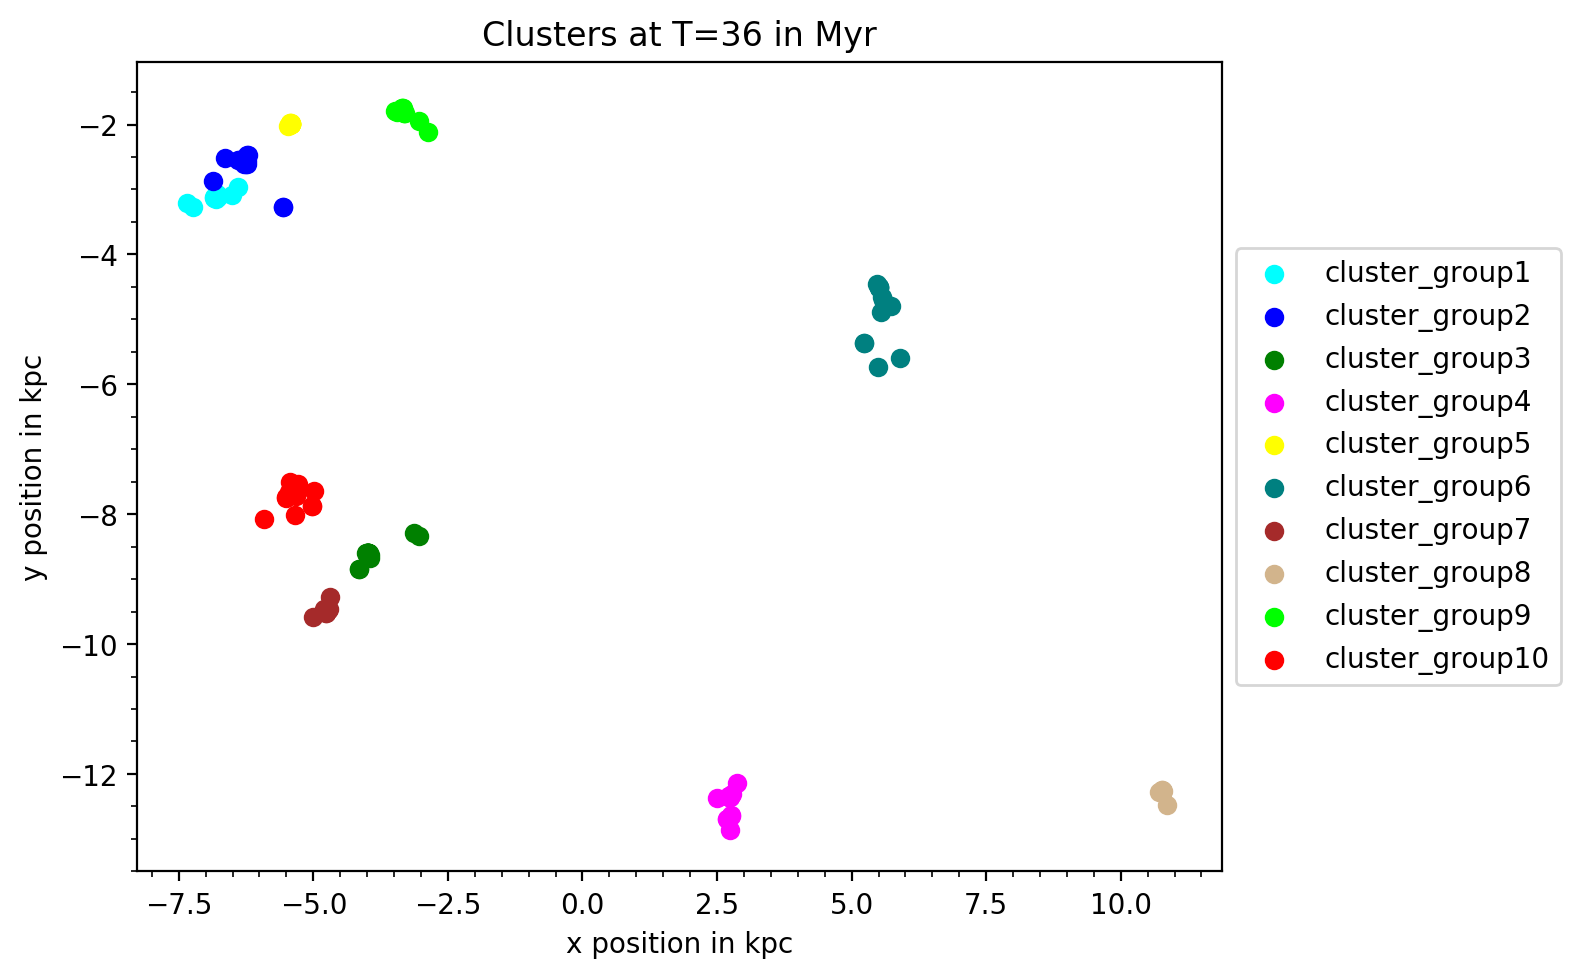 Clusters at T=36 in Myr
−2
−4
−6
−8
−10
−12
y position in kpc
−7.5 −5.0 −2.5 0.0 2.5 5.0 7.5 10.0
x position in kpc
cluster_group1
cluster_group2
cluster_group3
cluster_group4
cluster_group5
cluster_group6
cluster_group7
cluster_group8
cluster_group9
cluster_group10